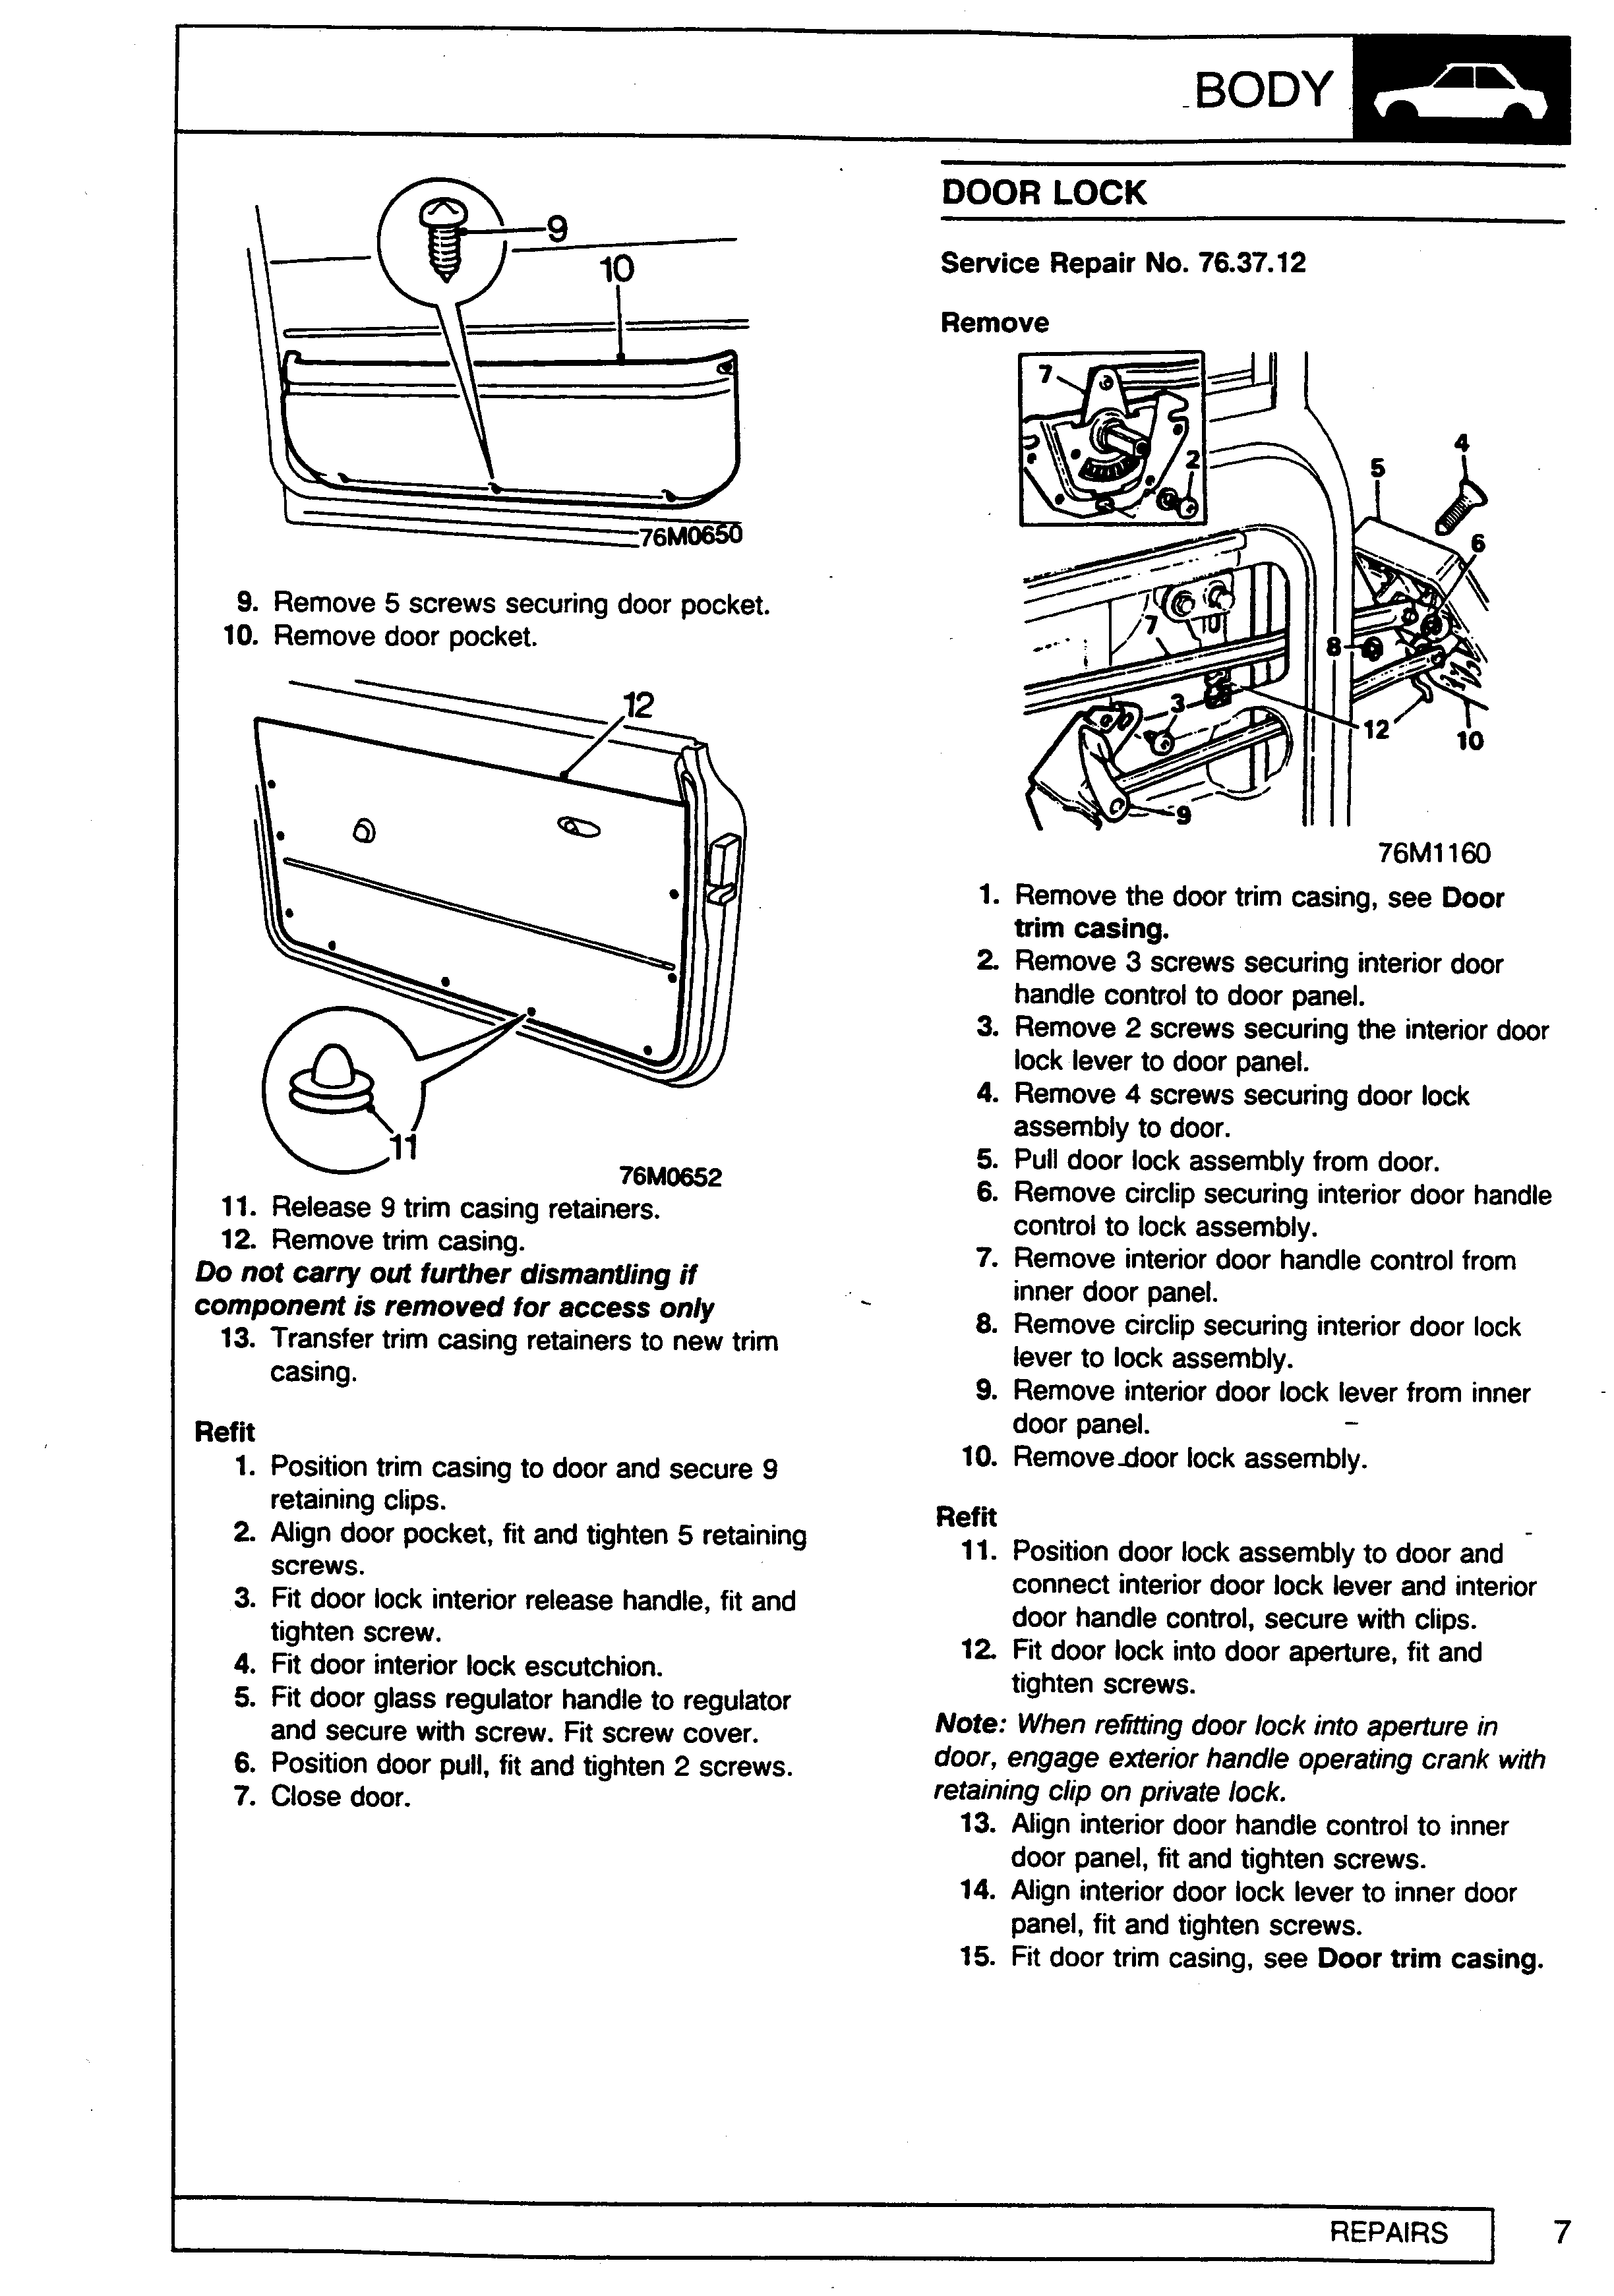 BODY
9
10
76M0650
9. Remove 5 screws securing door pocket.
10. Remove door pocket.
12
11
76M0652
11. Release 9 trim casing retainers.
12. Remove trim casing.
Do not carry out further dismantling if
component is removed for access only
13. Transfer trim casing retainers to new trim
casing.
Refit
1. Position trim casing to door and secure 9
retaining clips.
2. Align door pocket, fit and tighten 5 retaining
screws.
3. Fit door lock interior release handle, fit and
tighten screw.
4. Fit door interior lock escutchion.
5. Fit door glass regulator handle to regulator
and secure with screw. Fit screw cover.
6. Position door pull, fit and tighten 2 screws.
7. Close door.
DOOR LOCK
Service Repair No. 76.37.12
Remove
7
2
4
5
6
7
8
3
12
10
9
76M1160
1. Remove the door trim casing, see Door
trim casing.
2. Remove 3 screws securing interior door
handle control to door panel.
3. Remove 2 screws securing the interior door
lock lever to door panel.
4. Remove 4 screws securing door lock
assembly to door.
5. Pull door lock assembly from door.
6. Remove circlip securing interior door handle
control to lock assembly.
7. Remove interior door handle control from
inner door panel.
8. Remove circlip securing interior door lock
lever to lock assembly.
9. Remove interior door lock lever from inner
door panel.
10. Remove door lock assembly.
Refit
11. Position door lock assembly to door and
connect interior door lock lever and interior
door handle control, secure with clips.
12. Fit door lock into door aperture, fit and
tighten screws.
Note: When refitting door lock into aperture in
door, engage exterior handle operating crank with
retaining clip on private lock.
13. Align interior door handle control to inner
door panel, fit and tighten screws.
14. Align interior door lock lever to inner door
panel, fit and tighten screws.
15. Fit door trim casing, see Door trim casing.
REPAIRS
7